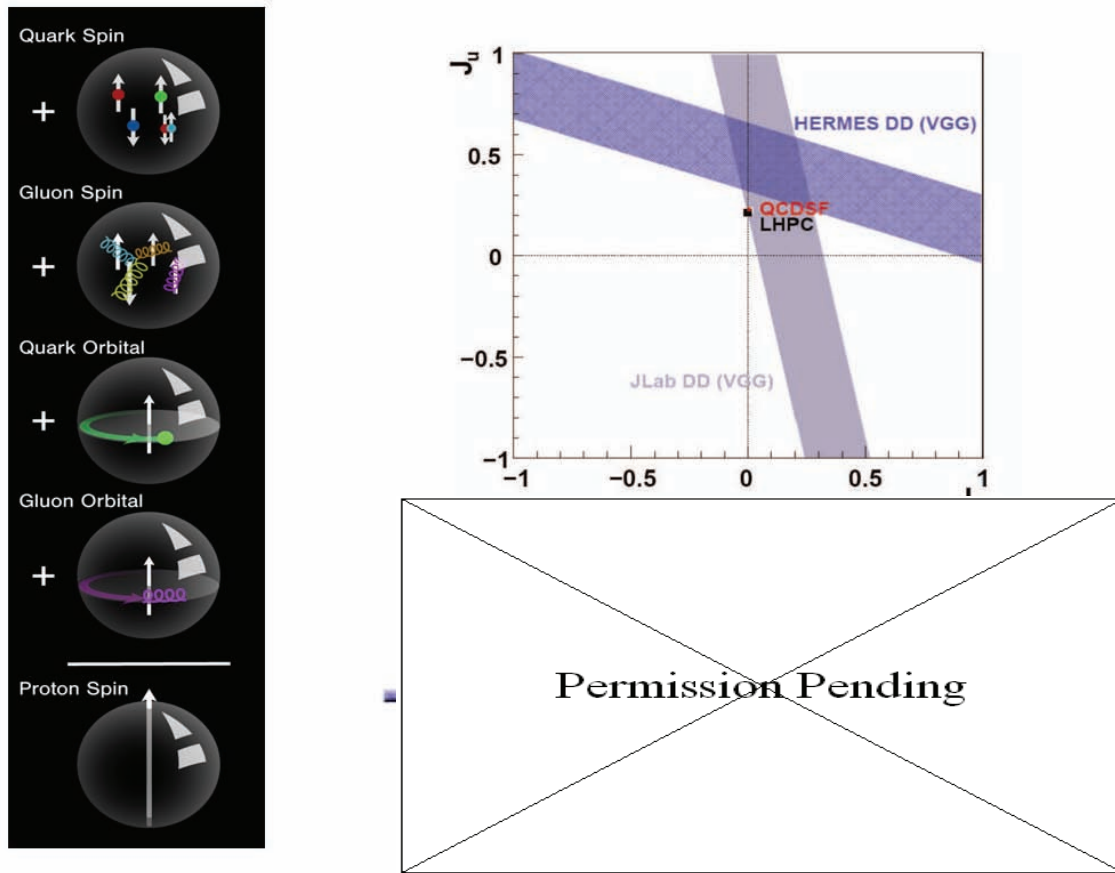 Quark Spin
+
Gluon Spin
+
Quark Orbital
+
Gluon Orbital
+
Proton Spin
J_u
1
0.5
0
−0.5
−1
HERMES DD (VGG)
QCDSF
LHPC
JLab DD (VGG)
−1 −0.5 0 0.5 1
Permission Pending